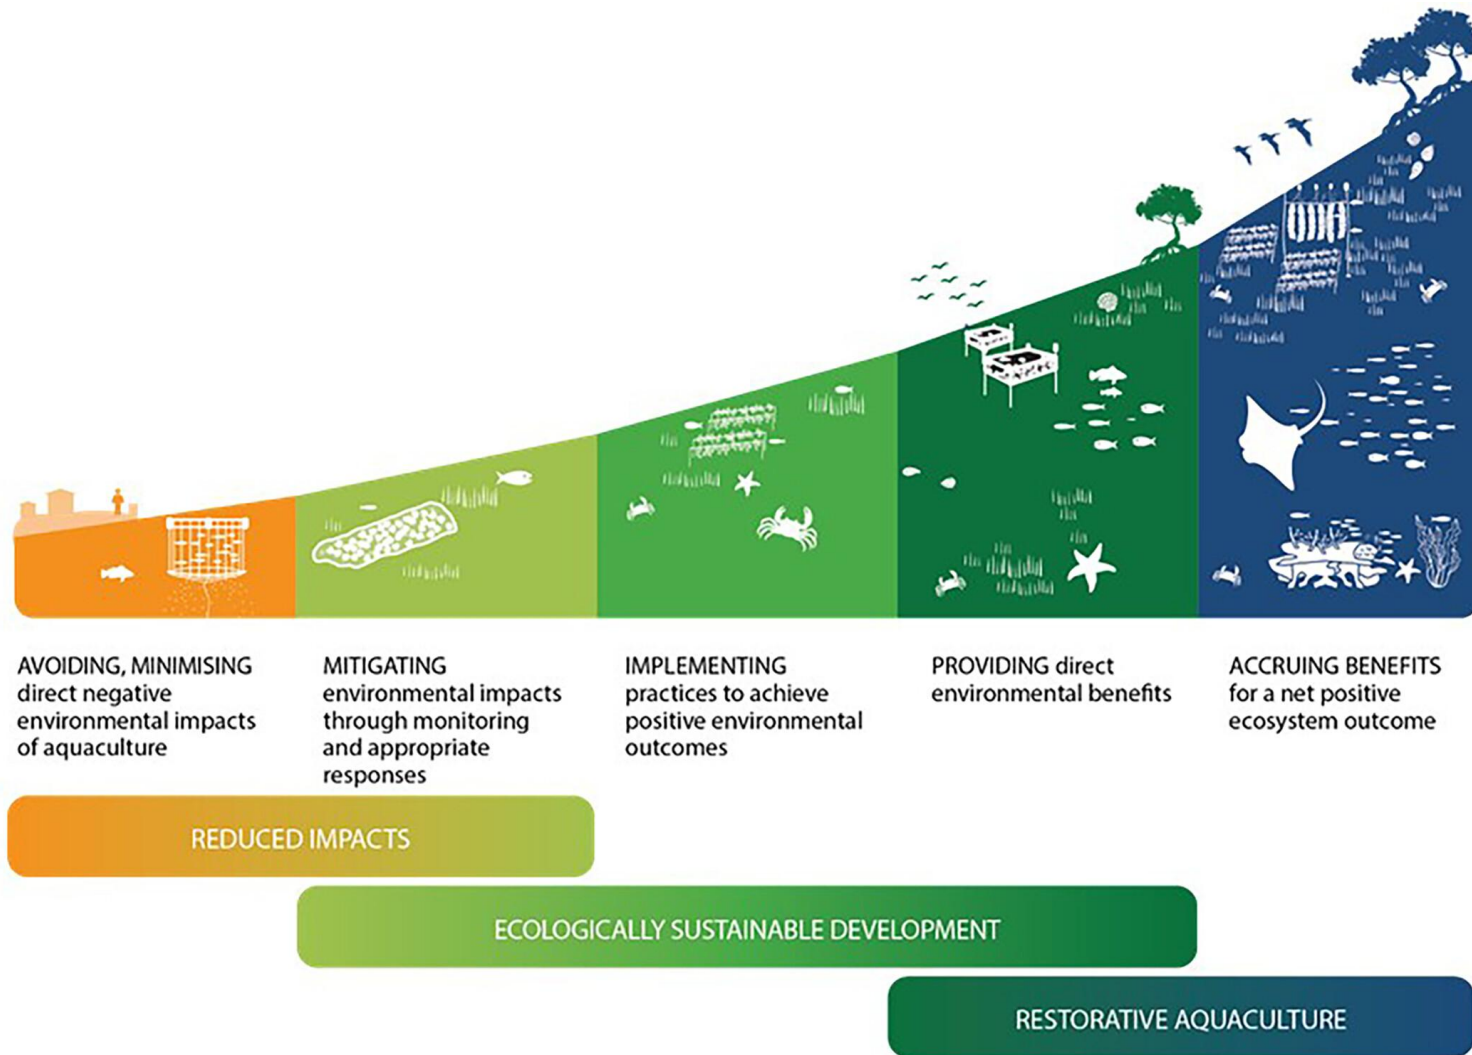 AVOIDING, MINIMISING
direct negative
environmental impacts
of aquaculture
MITIGATING
environmental impacts
through monitoring
and appropriate
responses
IMPLEMENTING
practices to achieve
positive environmental
outcomes
PROVIDING direct
environmental benefits
ACCRUING BENEFITS
for a net positive
ecosystem outcome
REDUCED IMPACTS
ECOLOGICALLY SUSTAINABLE DEVELOPMENT
RESTORATIVE AQUACULTURE